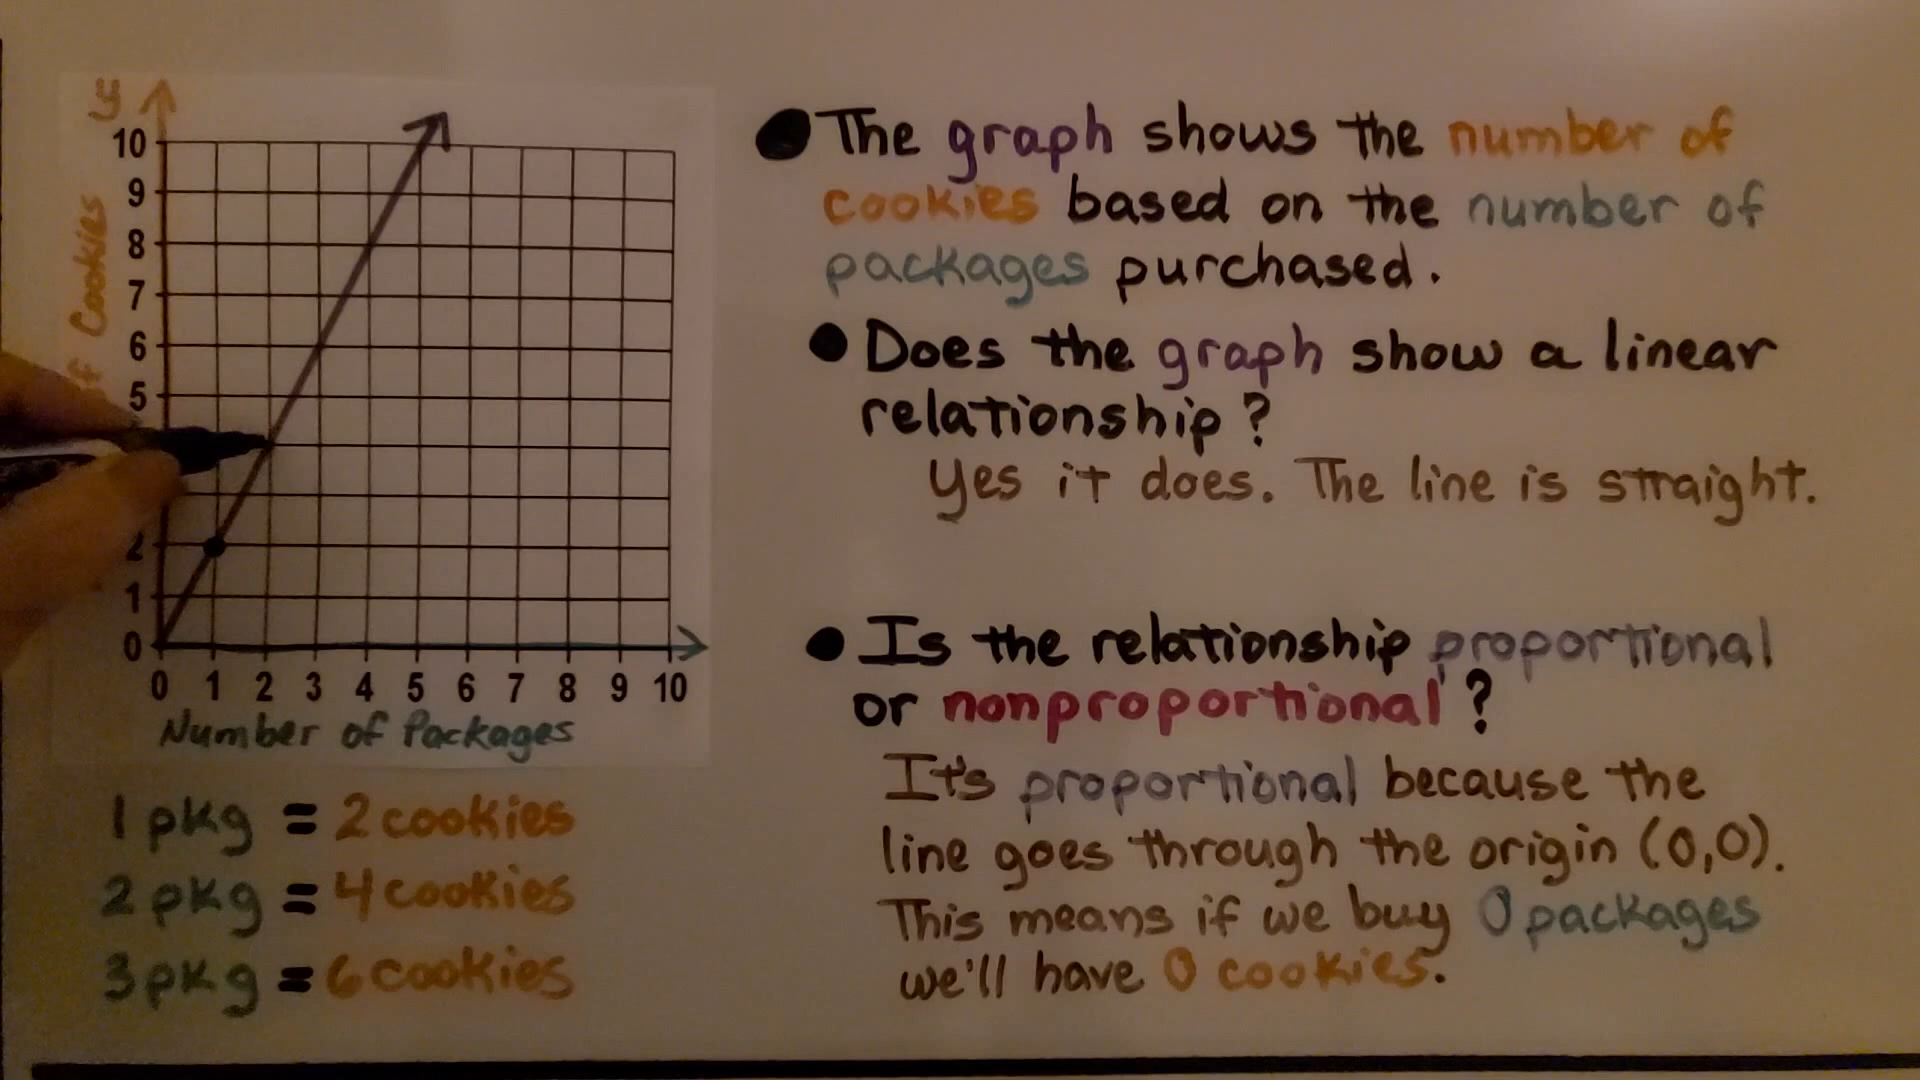 y
10
9
8
7
6
5
2
1
0
0 1 2 3 4 5 6 7 8 9 10
f Cookies
Number of Packages
1 pkg = 2 cookies
2 pkg = 4 cookies
3 pkg = 6 cookies
The graph shows the number of
cookies based on the number of
packages purchased.
Does the graph show a linear
relationship?
Yes it does. The line is straight.
Is the relationship proportional
or nonproportional?
It's proportional because the
line goes through the origin (0,0).
This means if we buy 0 packages
we'll have 0 cookies.